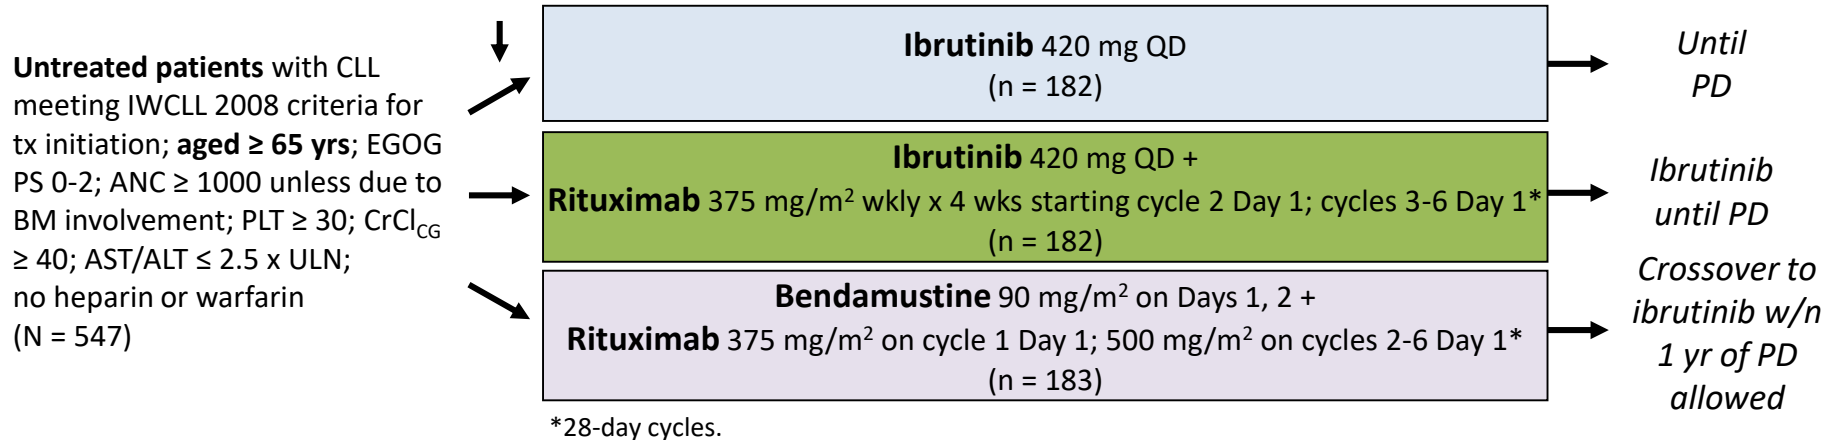 Untreated patients with CLL
meeting IWCLL 2008 criteria for
tx initiation; aged ≥ 65 yrs; EGOG
PS 0-2; ANC ≥ 1000 unless due to
BM involvement; PLT ≥ 30; CrClCG
≥ 40; AST/ALT ≤ 2.5 x ULN;
no heparin or warfarin
(N = 547)
Ibrutinib 420 mg QD
(n = 182)
Until
PD
Ibrutinib 420 mg QD +
Rituximab 375 mg/m2 wkly x 4 wks starting cycle 2 Day 1; cycles 3-6 Day 1*
(n = 182)
Ibrutinib
until PD
Bendamustine 90 mg/m2 on Days 1, 2 +
Rituximab 375 mg/m2 on cycle 1 Day 1; 500 mg/m2 on cycles 2-6 Day 1*
(n = 183)
Crossover to
ibrutinib w/n
1 yr of PD
allowed
*28-day cycles.